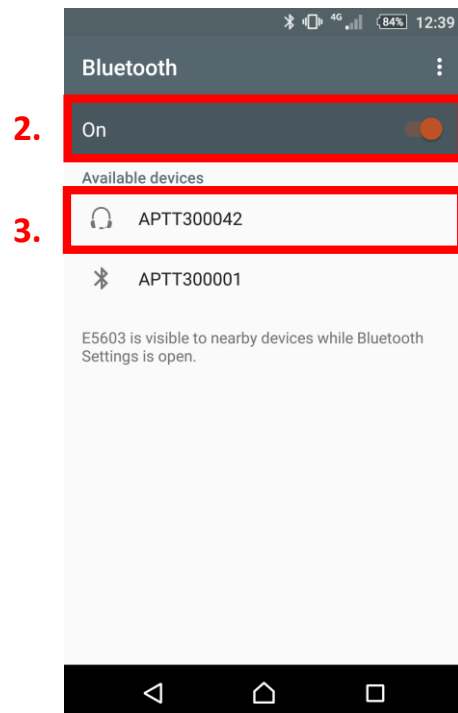 4G 84% 12:39
Bluetooth
2. On
Available devices
3. APTT300042
APTT300001
E5603 is visible to nearby devices while Bluetooth
Settings is open.